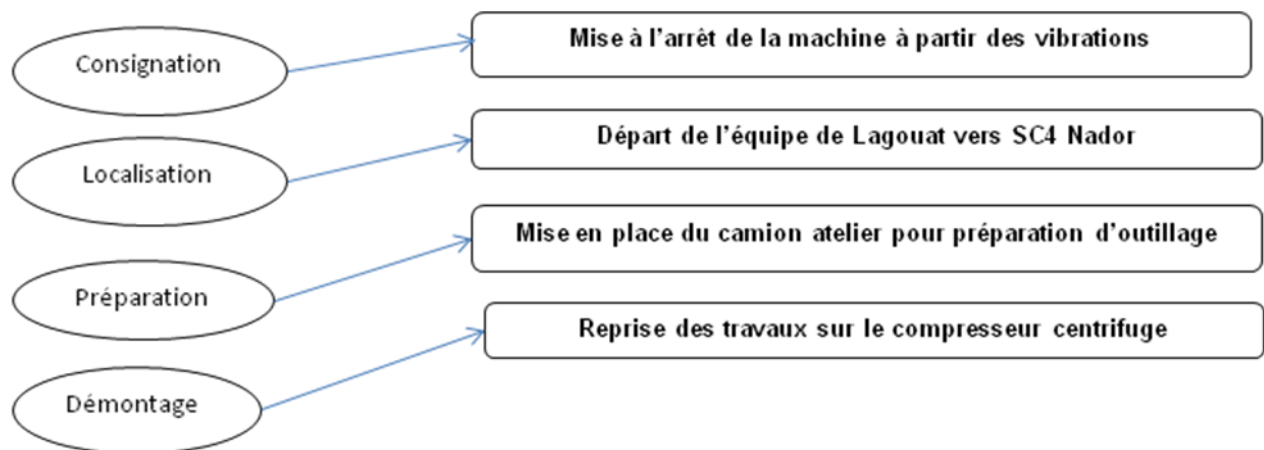 Consignation
Mise à l'arrêt de la machine à partir des vibrations
Localisation
Départ de l'équipe de Lagouat vers SC4 Nador
Préparation
Mise en place du camion atelier pour préparation d'outillage
Démontage
Reprise des travaux sur le compresseur centrifuge